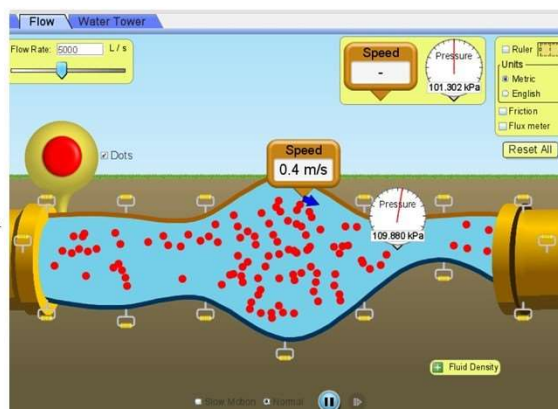 Flow
Water Tower
Flow Rate: 5000 L / s
Speed
-
Pressure
101.302 kPa
Ruler
Units
Metric
English
Friction
Flux meter
Reset All
Dots
Speed
0.4 m/s
Pressure
109.880 kPa
Fluid Density
Slow Motion
Normal